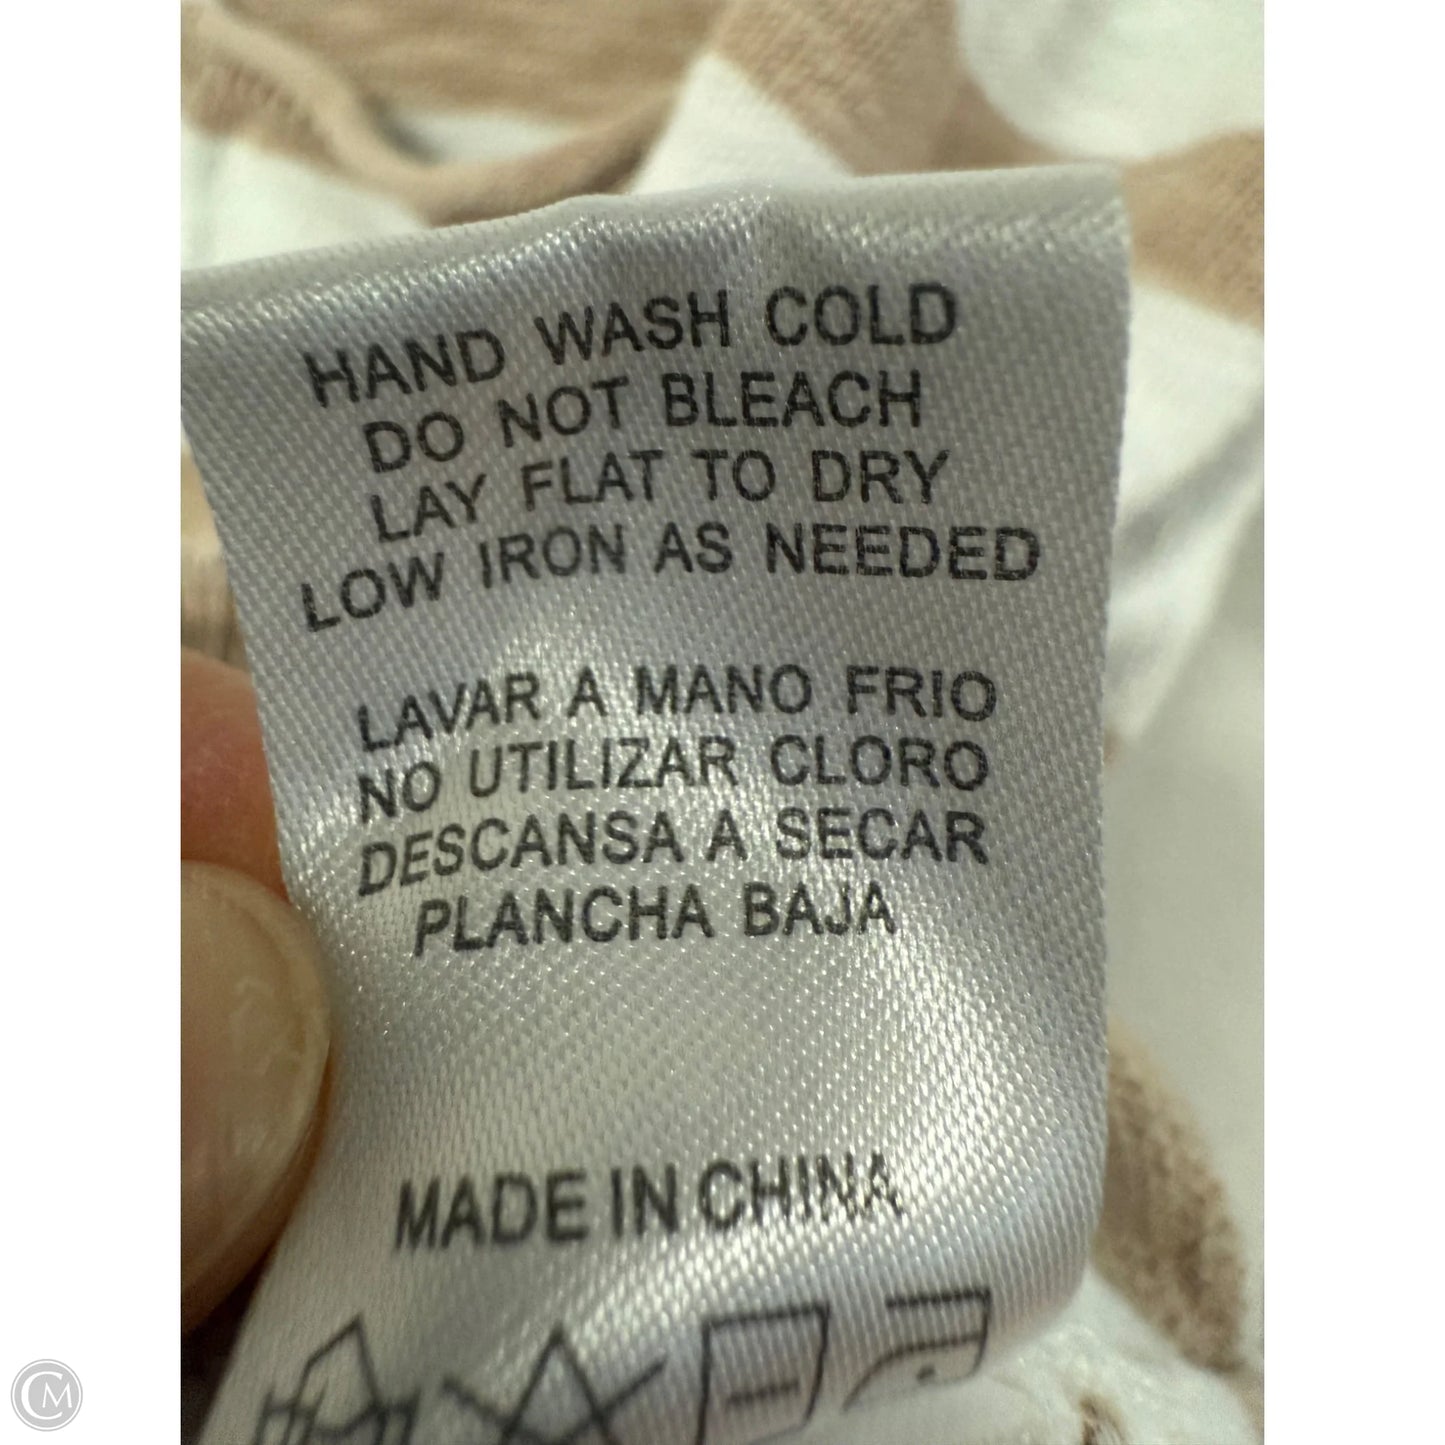 HAND WASH COLD
DO NOT BLEACH
LAY FLAT TO DRY
LOW IRON AS NEEDED
LAVAR A MANO FRIO
NO UTILIZAR CLORO
DESCANSA A SECAR
PLANCHA BAJA
MADE IN CHINA
CM